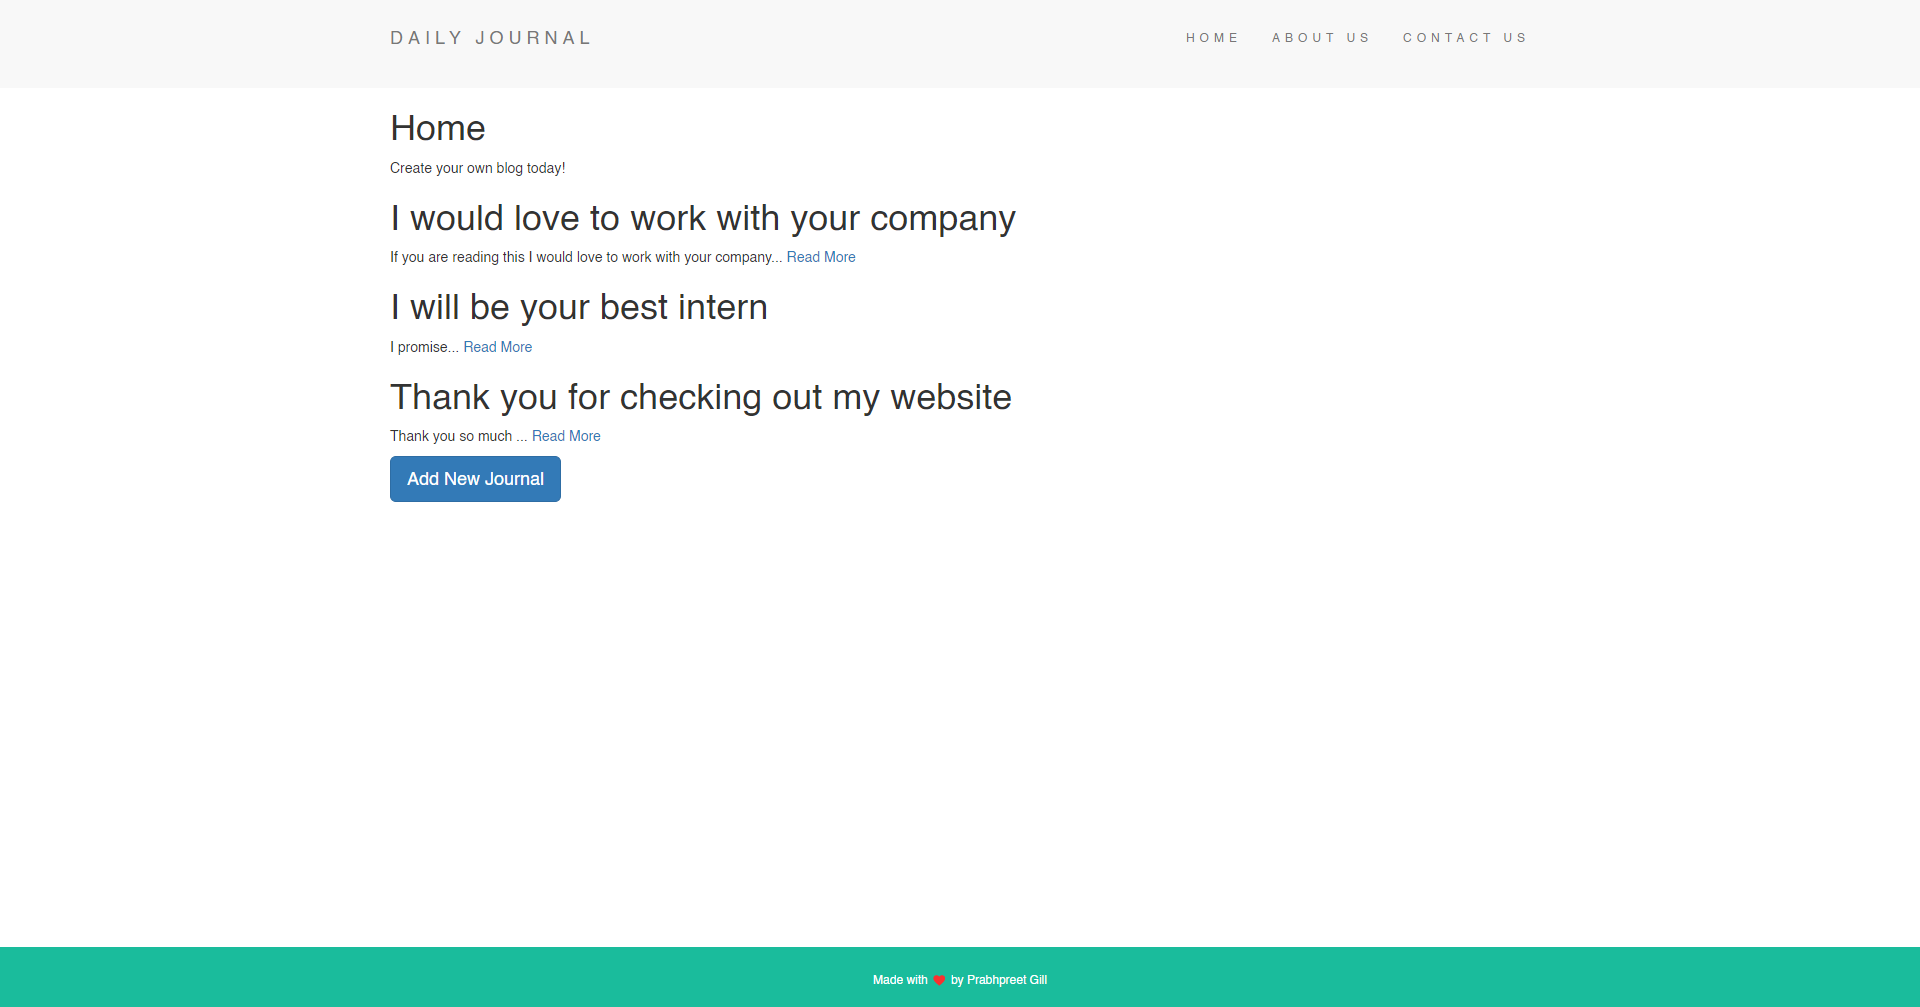 DAILY JOURNAL
HOME ABOUT US CONTACT US
Home
Create your own blog today!
I would love to work with your company
If you are reading this I would love to work with your company... Read More
I will be your best intern
I promise... Read More
Thank you for checking out my website
Thank you so much ... Read More
Add New Journal
Made with ❤ by Prabhpreet Gill